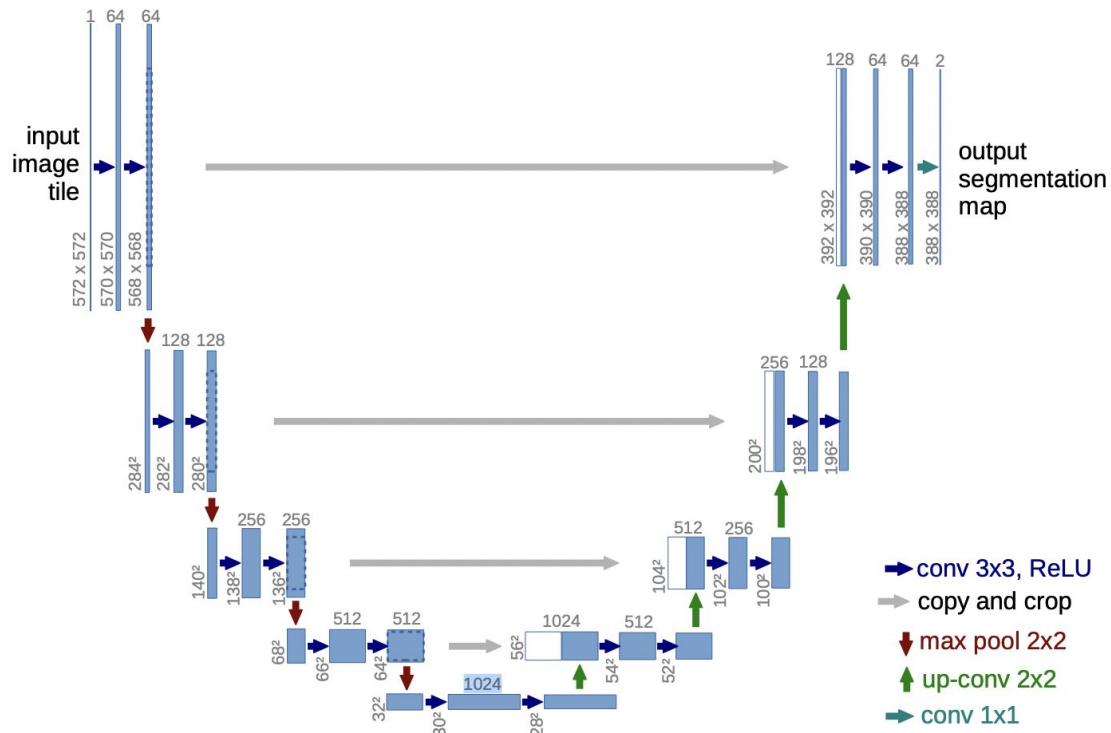 1 64 64
input
image
tile
572 x 572
570 x 570
568 x 568
128 64 64 2
output
segmentation
map
392 x 392
390 x 390
388 x 388
388 x 388
128 128
284²
282²
280²
256 128
200²
198²
196²
256 256
140²
138²
136²
512 256
104²
102²
100²
512 512
68²
66²
64²
1024 512
56²
54²
52²
1024
32²
30²
28²
conv 3x3, ReLU
copy and crop
max pool 2x2
up-conv 2x2
conv 1x1